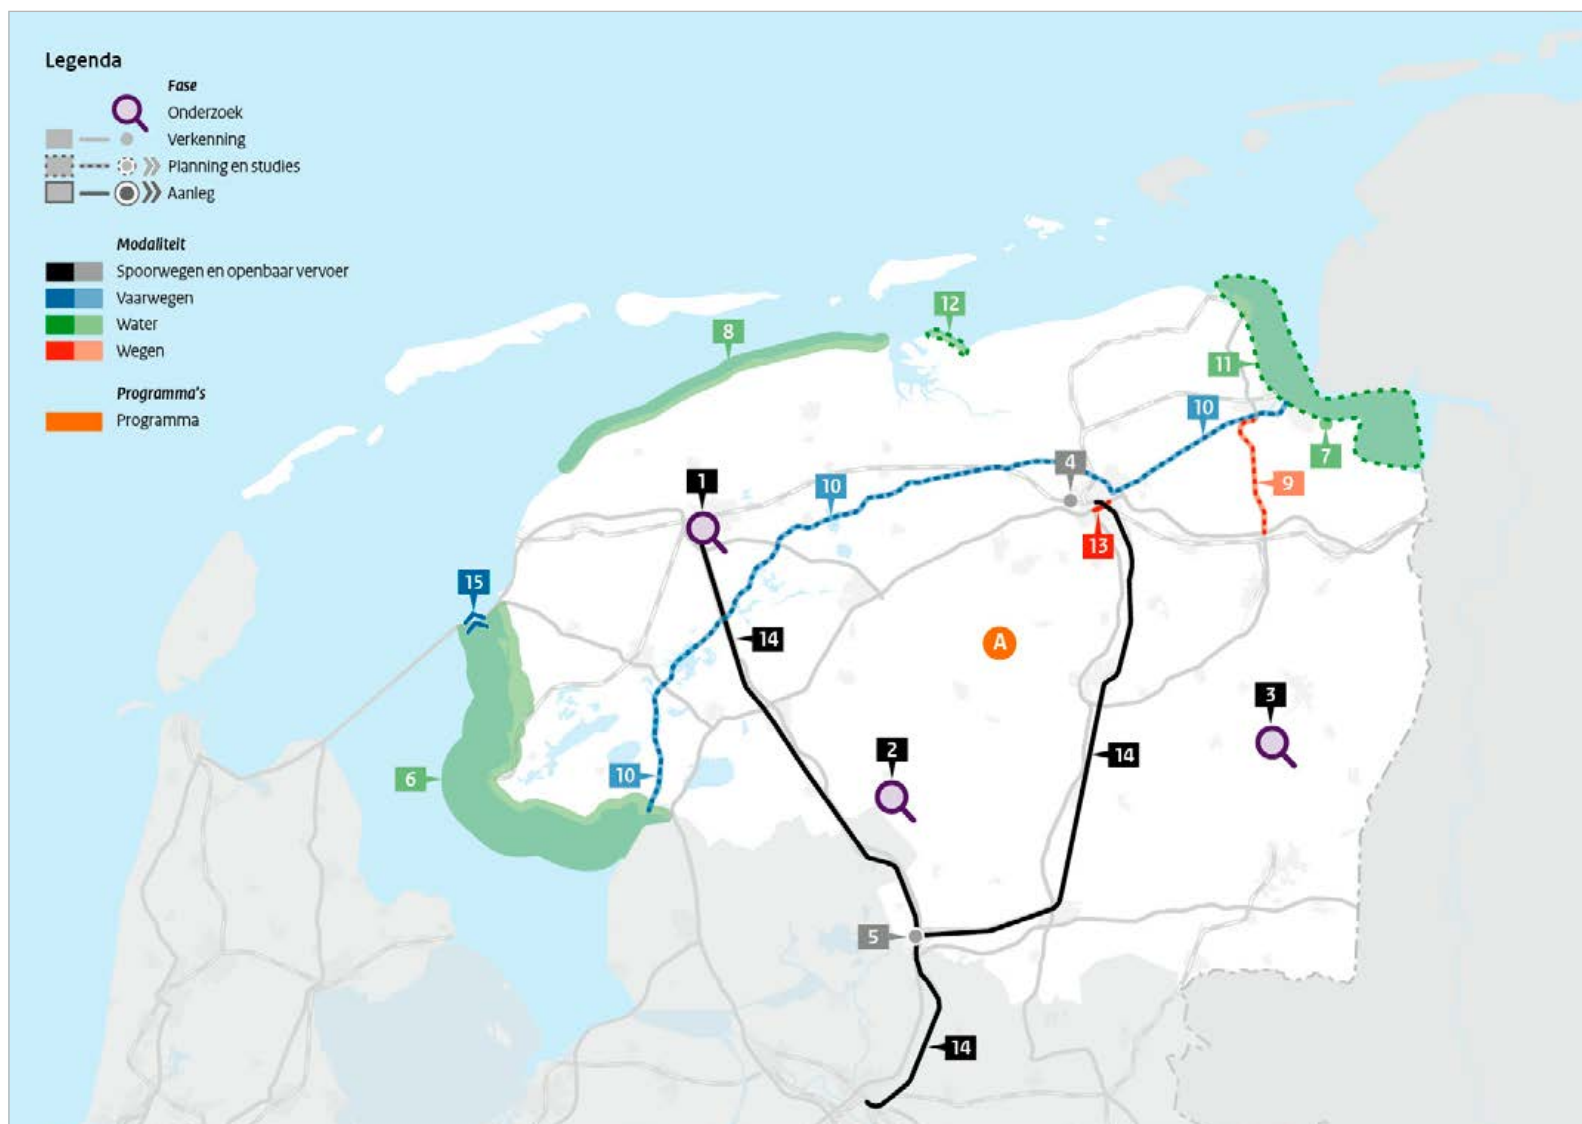 Legenda
Fase
Onderzoek
Verkenning
Planning en studies
Aanleg
Modaliteit
Spoorwegen en openbaar vervoer
Vaarwegen
Water
Wegen
Programma's
Programma
12
8
11
10
7
4
9
1
10
13
15
14
A
3
2
14
10
6
5
14